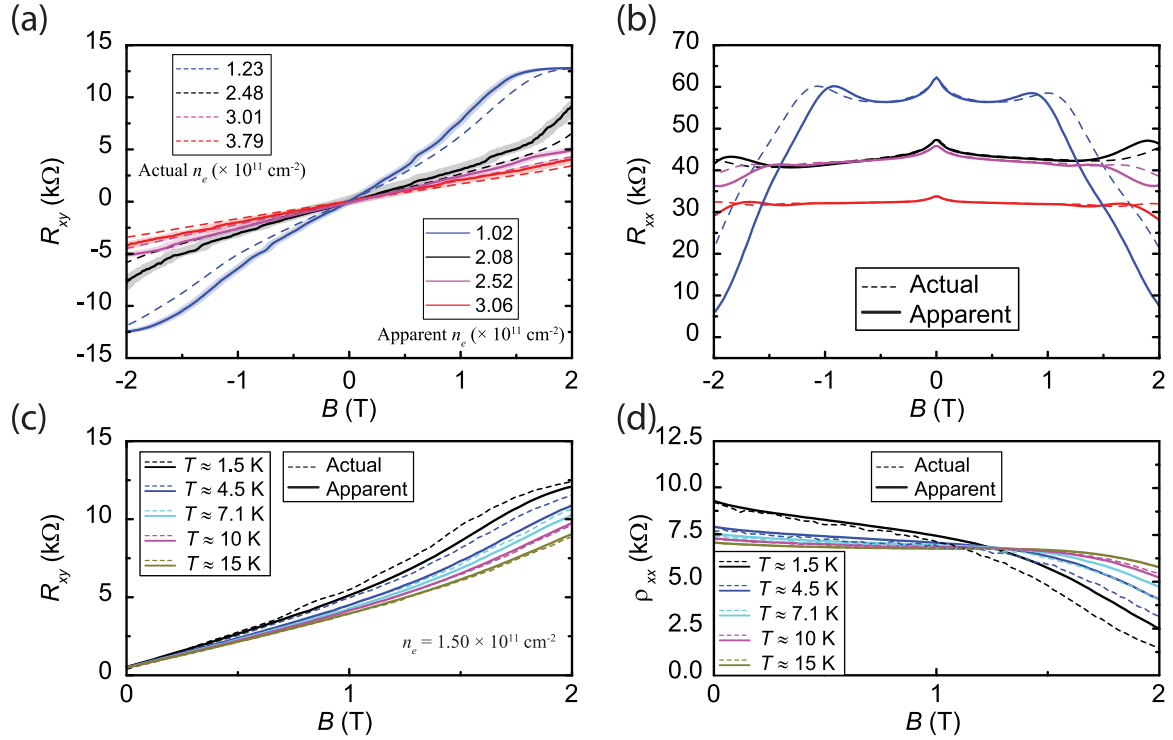 (a)
15
10
5
0
-5
-10
-15
R_xy (kΩ)
1.23
2.48
3.01
3.79
Actual n_e (× 10^11 cm^-2)
1.02
2.08
2.52
3.06
Apparent n_e (× 10^11 cm^-2)
-2 -1 0 1 2
B (T)
(b)
70
60
50
40
30
20
10
0
R_xx (kΩ)
Actual
Apparent
-2 -1 0 1 2
B (T)
(c)
15
10
5
0
R_xy (kΩ)
T ≈ 1.5 K
T ≈ 4.5 K
T ≈ 7.1 K
T ≈ 10 K
T ≈ 15 K
Actual
Apparent
n_e = 1.50 × 10^11 cm^-2
0 1 2
B (T)
(d)
12.5
10.0
7.5
5.0
2.5
0.0
ρ_xx (kΩ)
Actual
Apparent
T ≈ 1.5 K
T ≈ 4.5 K
T ≈ 7.1 K
T ≈ 10 K
T ≈ 15 K
0 1 2
B (T)